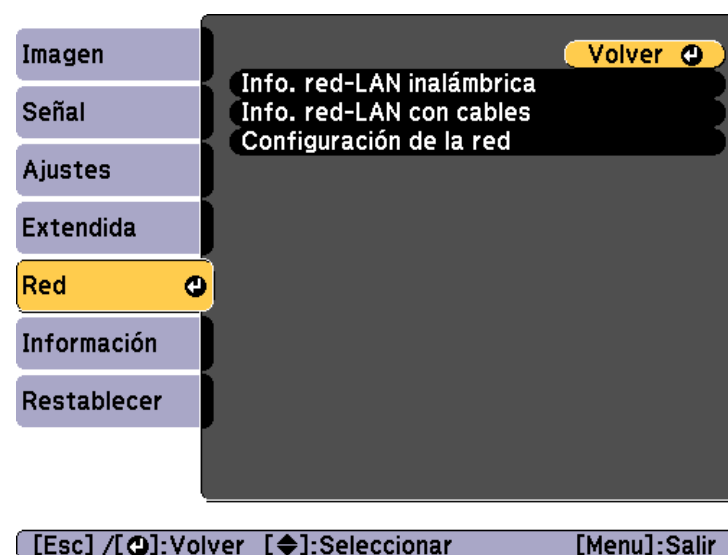 Imagen
Señal
Ajustes
Extendida
Red
Información
Restablecer
Volver
Info. red-LAN inalámbrica
Info. red-LAN con cables
Configuración de la red
[Esc] /[⏎]:Volver [◆]:Seleccionar [Menu]:Salir